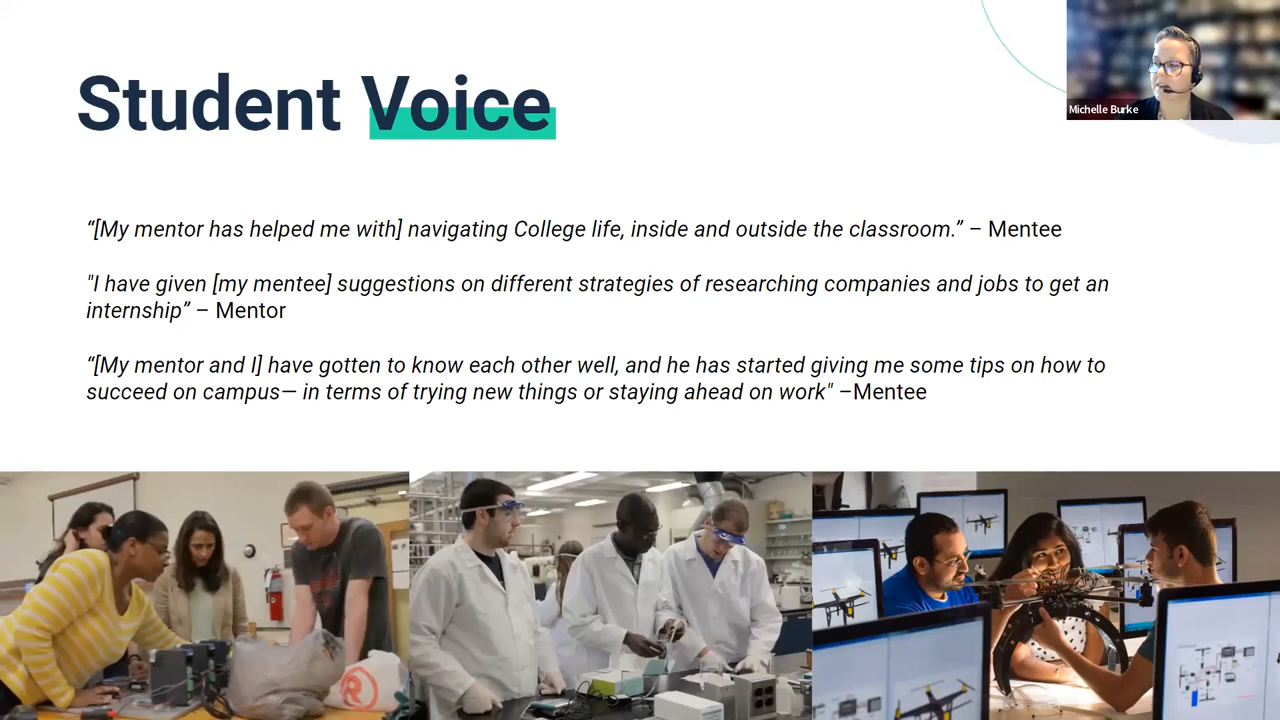 Student Voice
Michelle Burke
“[My mentor has helped me with] navigating College life, inside and outside the classroom.” – Mentee
"I have given [my mentee] suggestions on different strategies of researching companies and jobs to get an
internship” – Mentor
“[My mentor and I] have gotten to know each other well, and he has started giving me some tips on how to
succeed on campus— in terms of trying new things or staying ahead on work" –Mentee